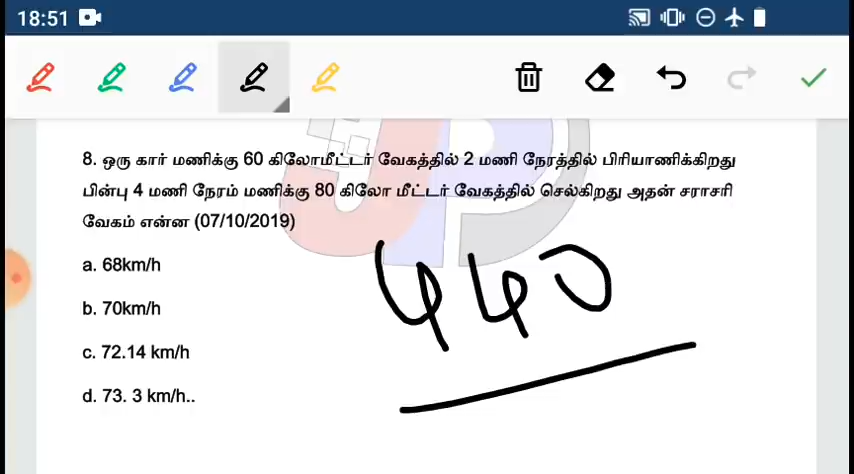 18:51
8. ஒரு கார் மணிக்கு 60 கிலோமீட்டர் வேகத்தில் 2 மணி நேரத்தில் பிரியாணிக்கிறது
பின்பு 4 மணி நேரம் மணிக்கு 80 கிலோ மீட்டர் வேகத்தில் செல்கிறது அதன் சராசரி
வேகம் என்ன (07/10/2019)
a. 68km/h
b. 70km/h
c. 72.14 km/h
d. 73. 3 km/h..
440